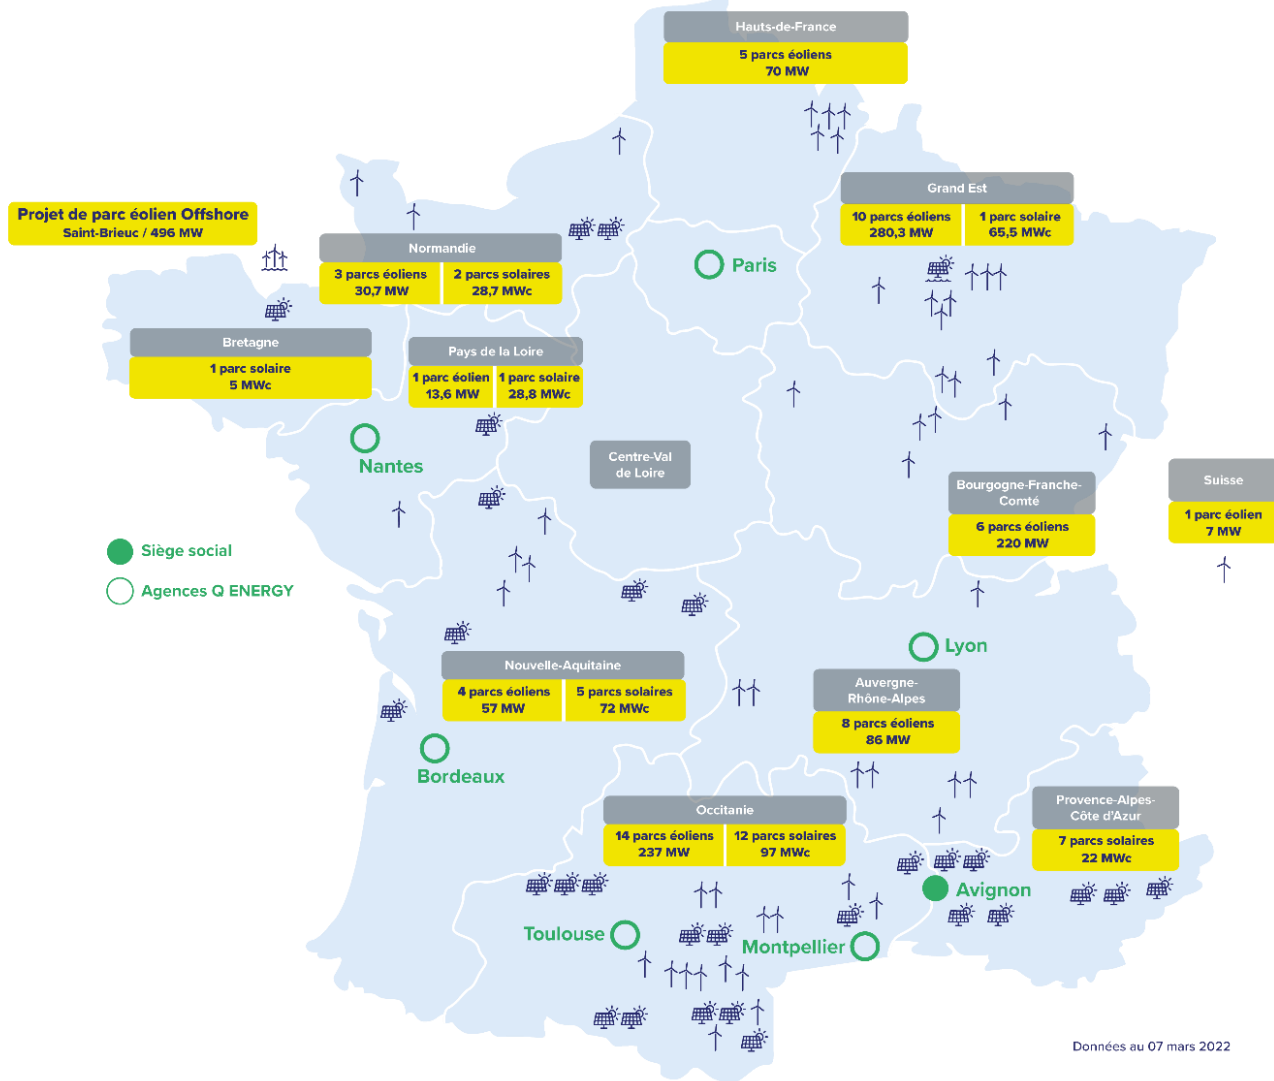 Hauts-de-France
5 parcs éoliens
70 MW
Grand Est
10 parcs éoliens
280,3 MW
1 parc solaire
65,5 MWc
Projet de parc éolien Offshore
Saint-Brieuc / 496 MW
Normandie
3 parcs éoliens
30,7 MW
2 parcs solaires
28,7 MWc
Paris
Bretagne
1 parc solaire
5 MWc
Pays de la Loire
1 parc éolien
13,6 MW
1 parc solaire
28,8 MWc
Nantes
Centre-Val
de Loire
Bourgogne-Franche-
Comté
6 parcs éoliens
220 MW
Suisse
1 parc éolien
7 MW
Siège social
Agences Q ENERGY
Lyon
Nouvelle-Aquitaine
4 parcs éoliens
57 MW
5 parcs solaires
72 MWc
Auvergne-
Rhône-Alpes
8 parcs éoliens
86 MW
Bordeaux
Occitanie
14 parcs éoliens
237 MW
12 parcs solaires
97 MWc
Provence-Alpes-
Côte d'Azur
7 parcs solaires
22 MWc
Avignon
Toulouse
Montpellier
Données au 07 mars 2022